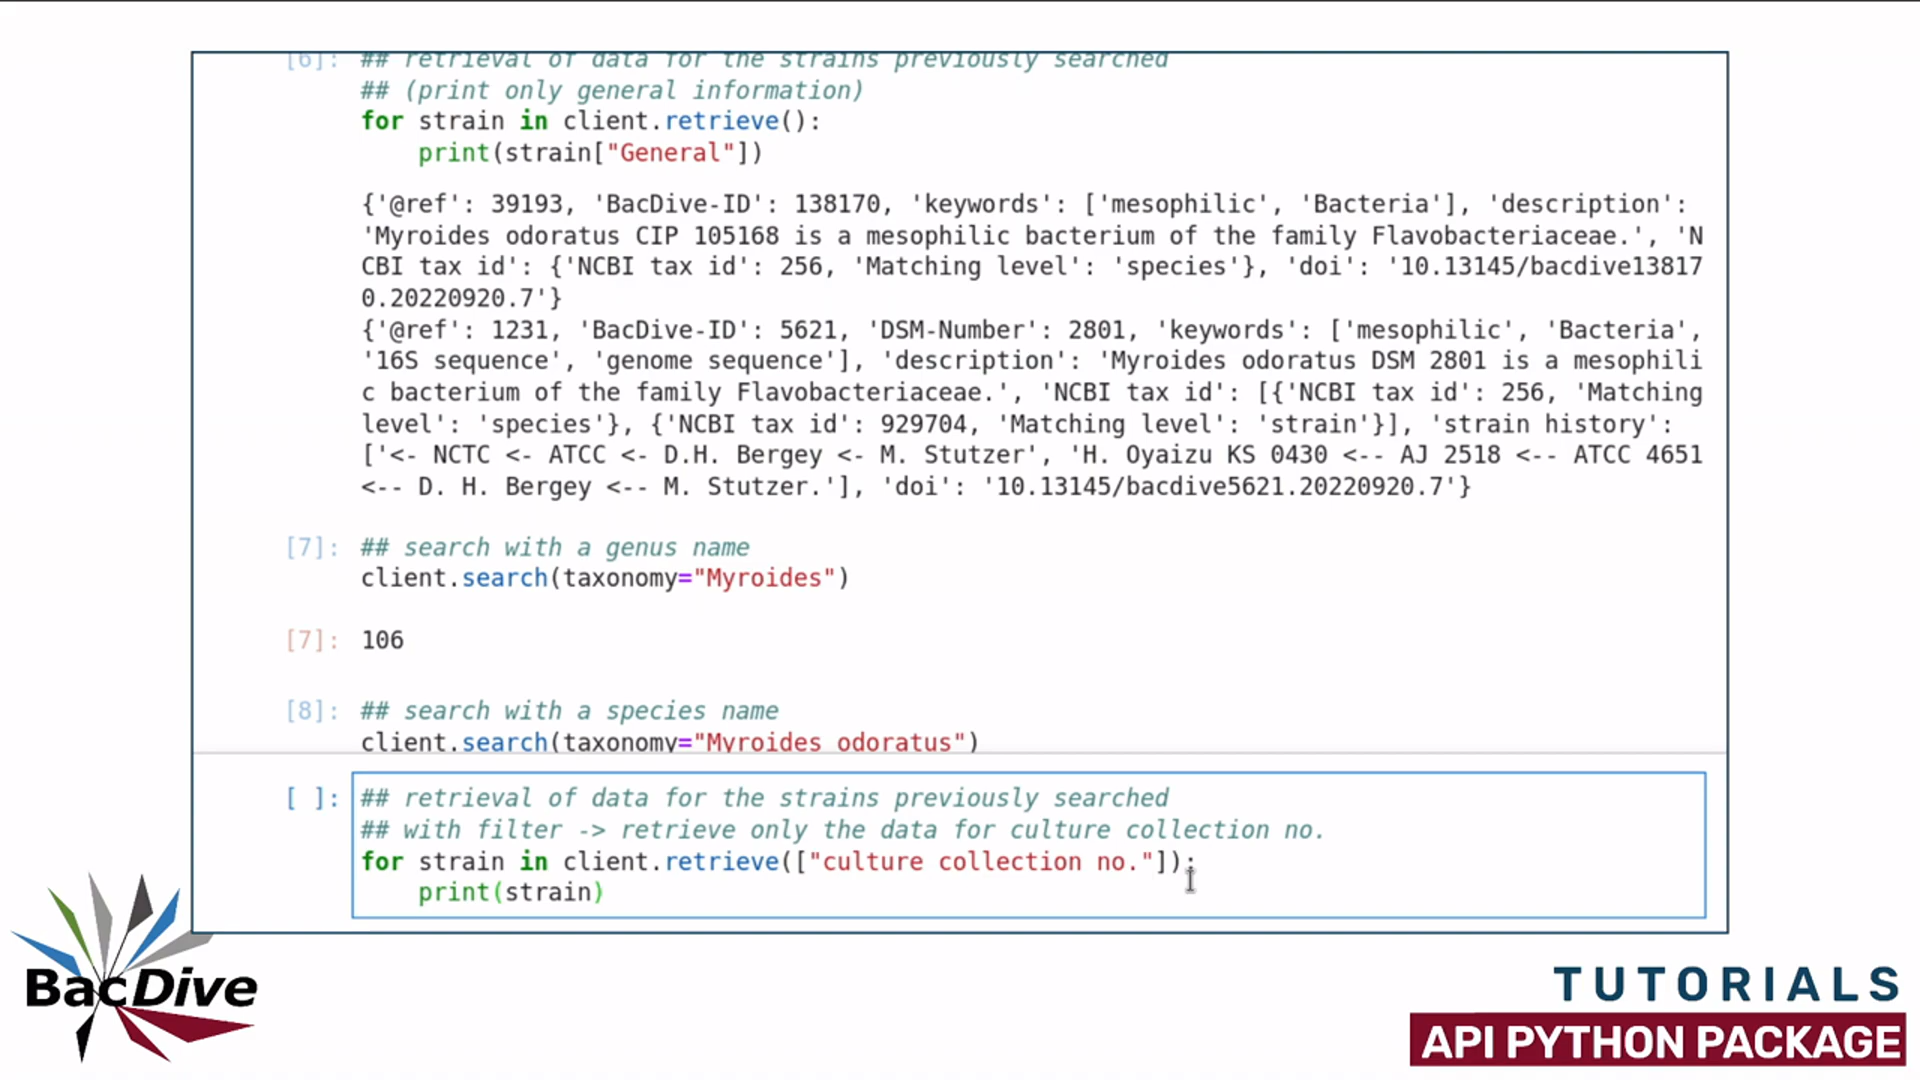 [6]: ## retrieval of data for the strains previously searched
## (print only general information)
for strain in client.retrieve():
    print(strain["General"])
{'@ref': 39193, 'BacDive-ID': 138170, 'keywords': ['mesophilic', 'Bacteria'], 'description':
'Myroides odoratus CIP 105168 is a mesophilic bacterium of the family Flavobacteriaceae.', 'N
CBI tax id': {'NCBI tax id': 256, 'Matching level': 'species'}, 'doi': '10.13145/bacdive13817
0.20220920.7'}
{'@ref': 1231, 'BacDive-ID': 5621, 'DSM-Number': 2801, 'keywords': ['mesophilic', 'Bacteria',
'16S sequence', 'genome sequence'], 'description': 'Myroides odoratus DSM 2801 is a mesophili
c bacterium of the family Flavobacteriaceae.', 'NCBI tax id': [{'NCBI tax id': 256, 'Matching
level': 'species'}, {'NCBI tax id': 929704, 'Matching level': 'strain'}], 'strain history':
['<- NCTC <- ATCC <- D.H. Bergey <- M. Stutzer', 'H. Oyaizu KS 0430 <-- AJ 2518 <-- ATCC 4651
<-- D. H. Bergey <-- M. Stutzer.'], 'doi': '10.13145/bacdive5621.20220920.7'}
[7]: ## search with a genus name
client.search(taxonomy="Myroides")
[7]: 106
[8]: ## search with a species name
client.search(taxonomy="Myroides odoratus")
[ ]: ## retrieval of data for the strains previously searched
## with filter -> retrieve only the data for culture collection no.
for strain in client.retrieve(["culture collection no."]):
    print(strain)
BacDive
TUTORIALS
API PYTHON PACKAGE